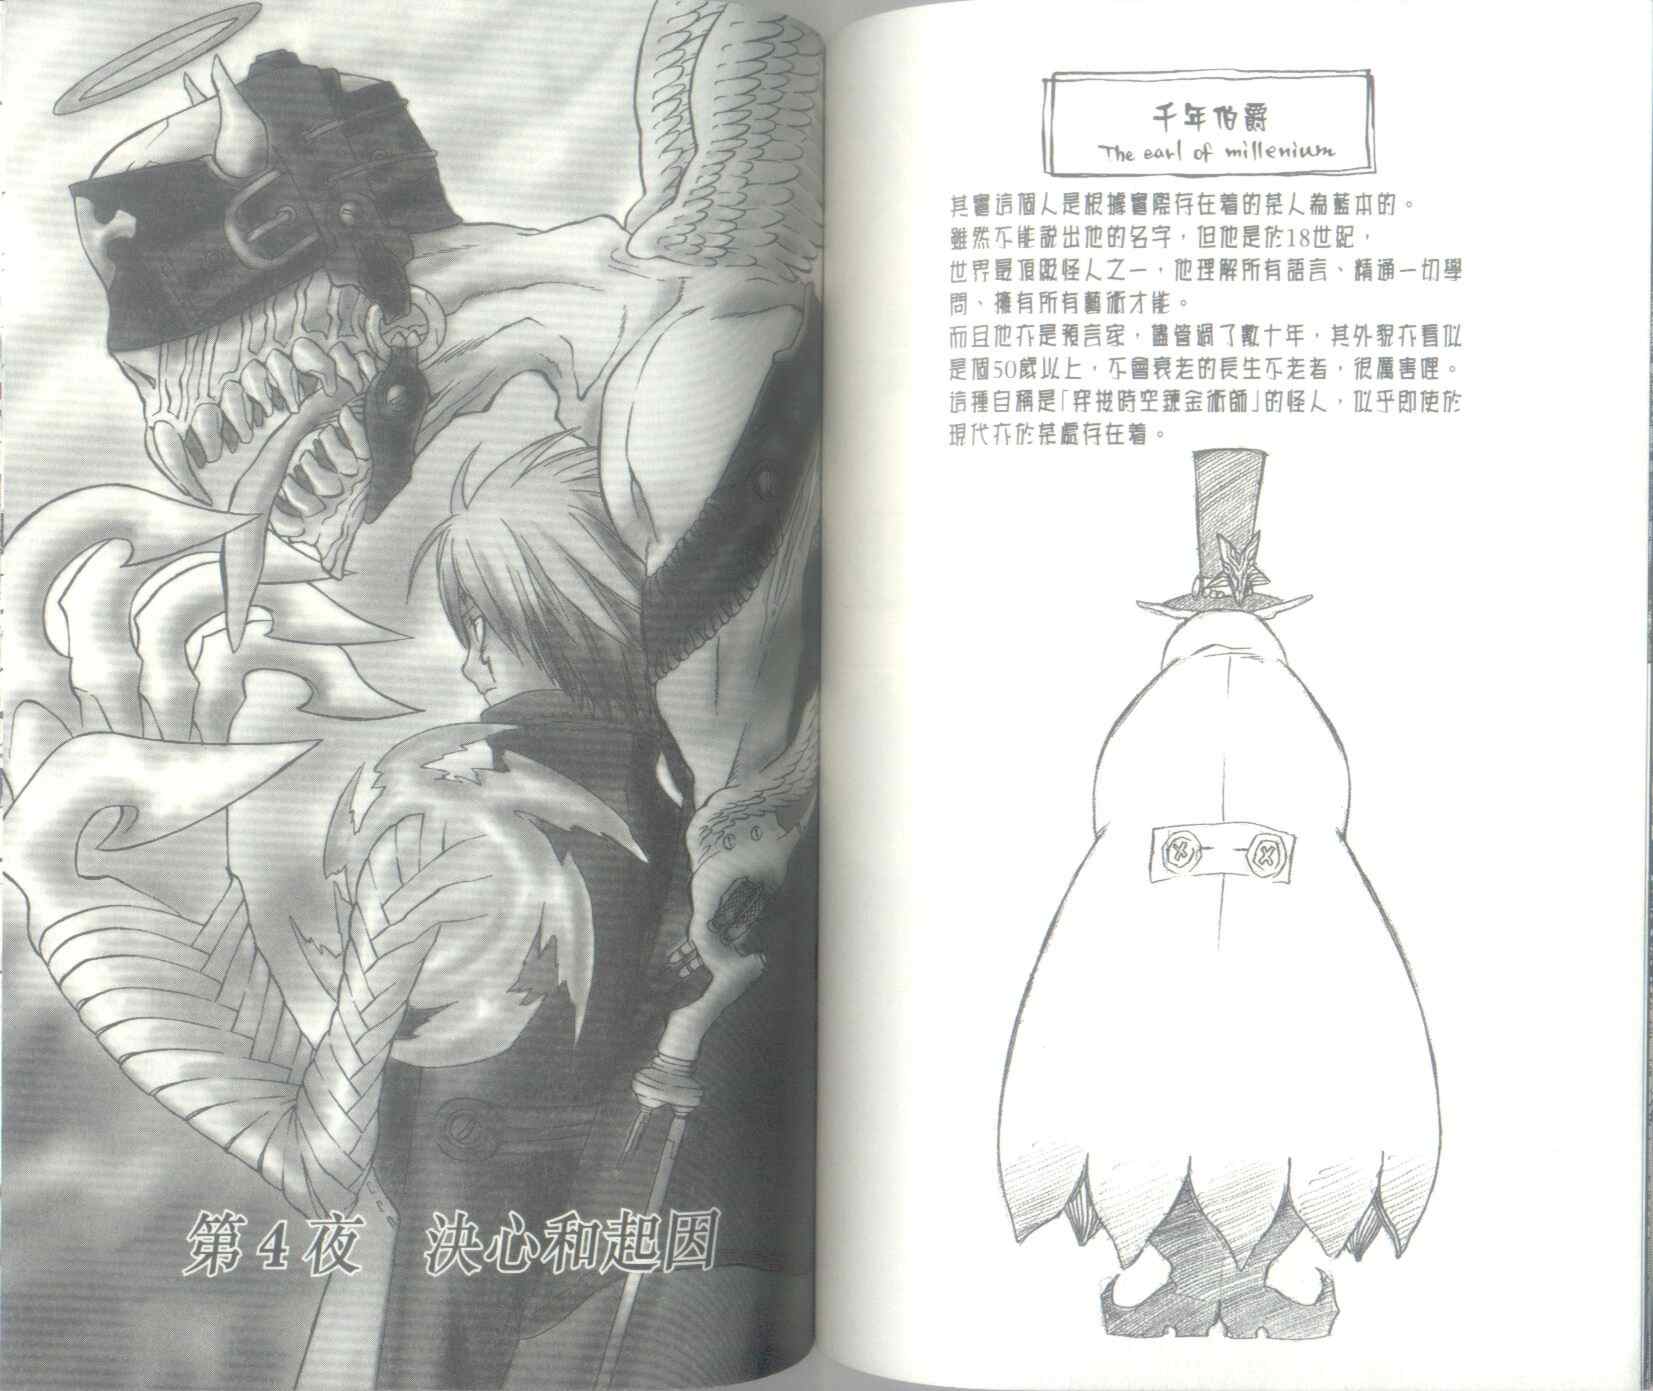 第4夜　決心和起因
千年伯爵
The earl of millenium
其實這個人是根據實際存在着的某人為藍本的。
雖然不能說出他的名字，但他是於18世紀，
世界最頂級怪人之一，他理解所有語言、精通一切學
問、擁有所有藝術才能。
而且他亦是預言家，儘管過了數十年，其外貌亦看似
是個50歲以上，不會衰老的長生不老者，很厲害哩。
這種自稱是「穿梭時空鍊金術師」的怪人，似乎即使於
現代亦於某處存在着。